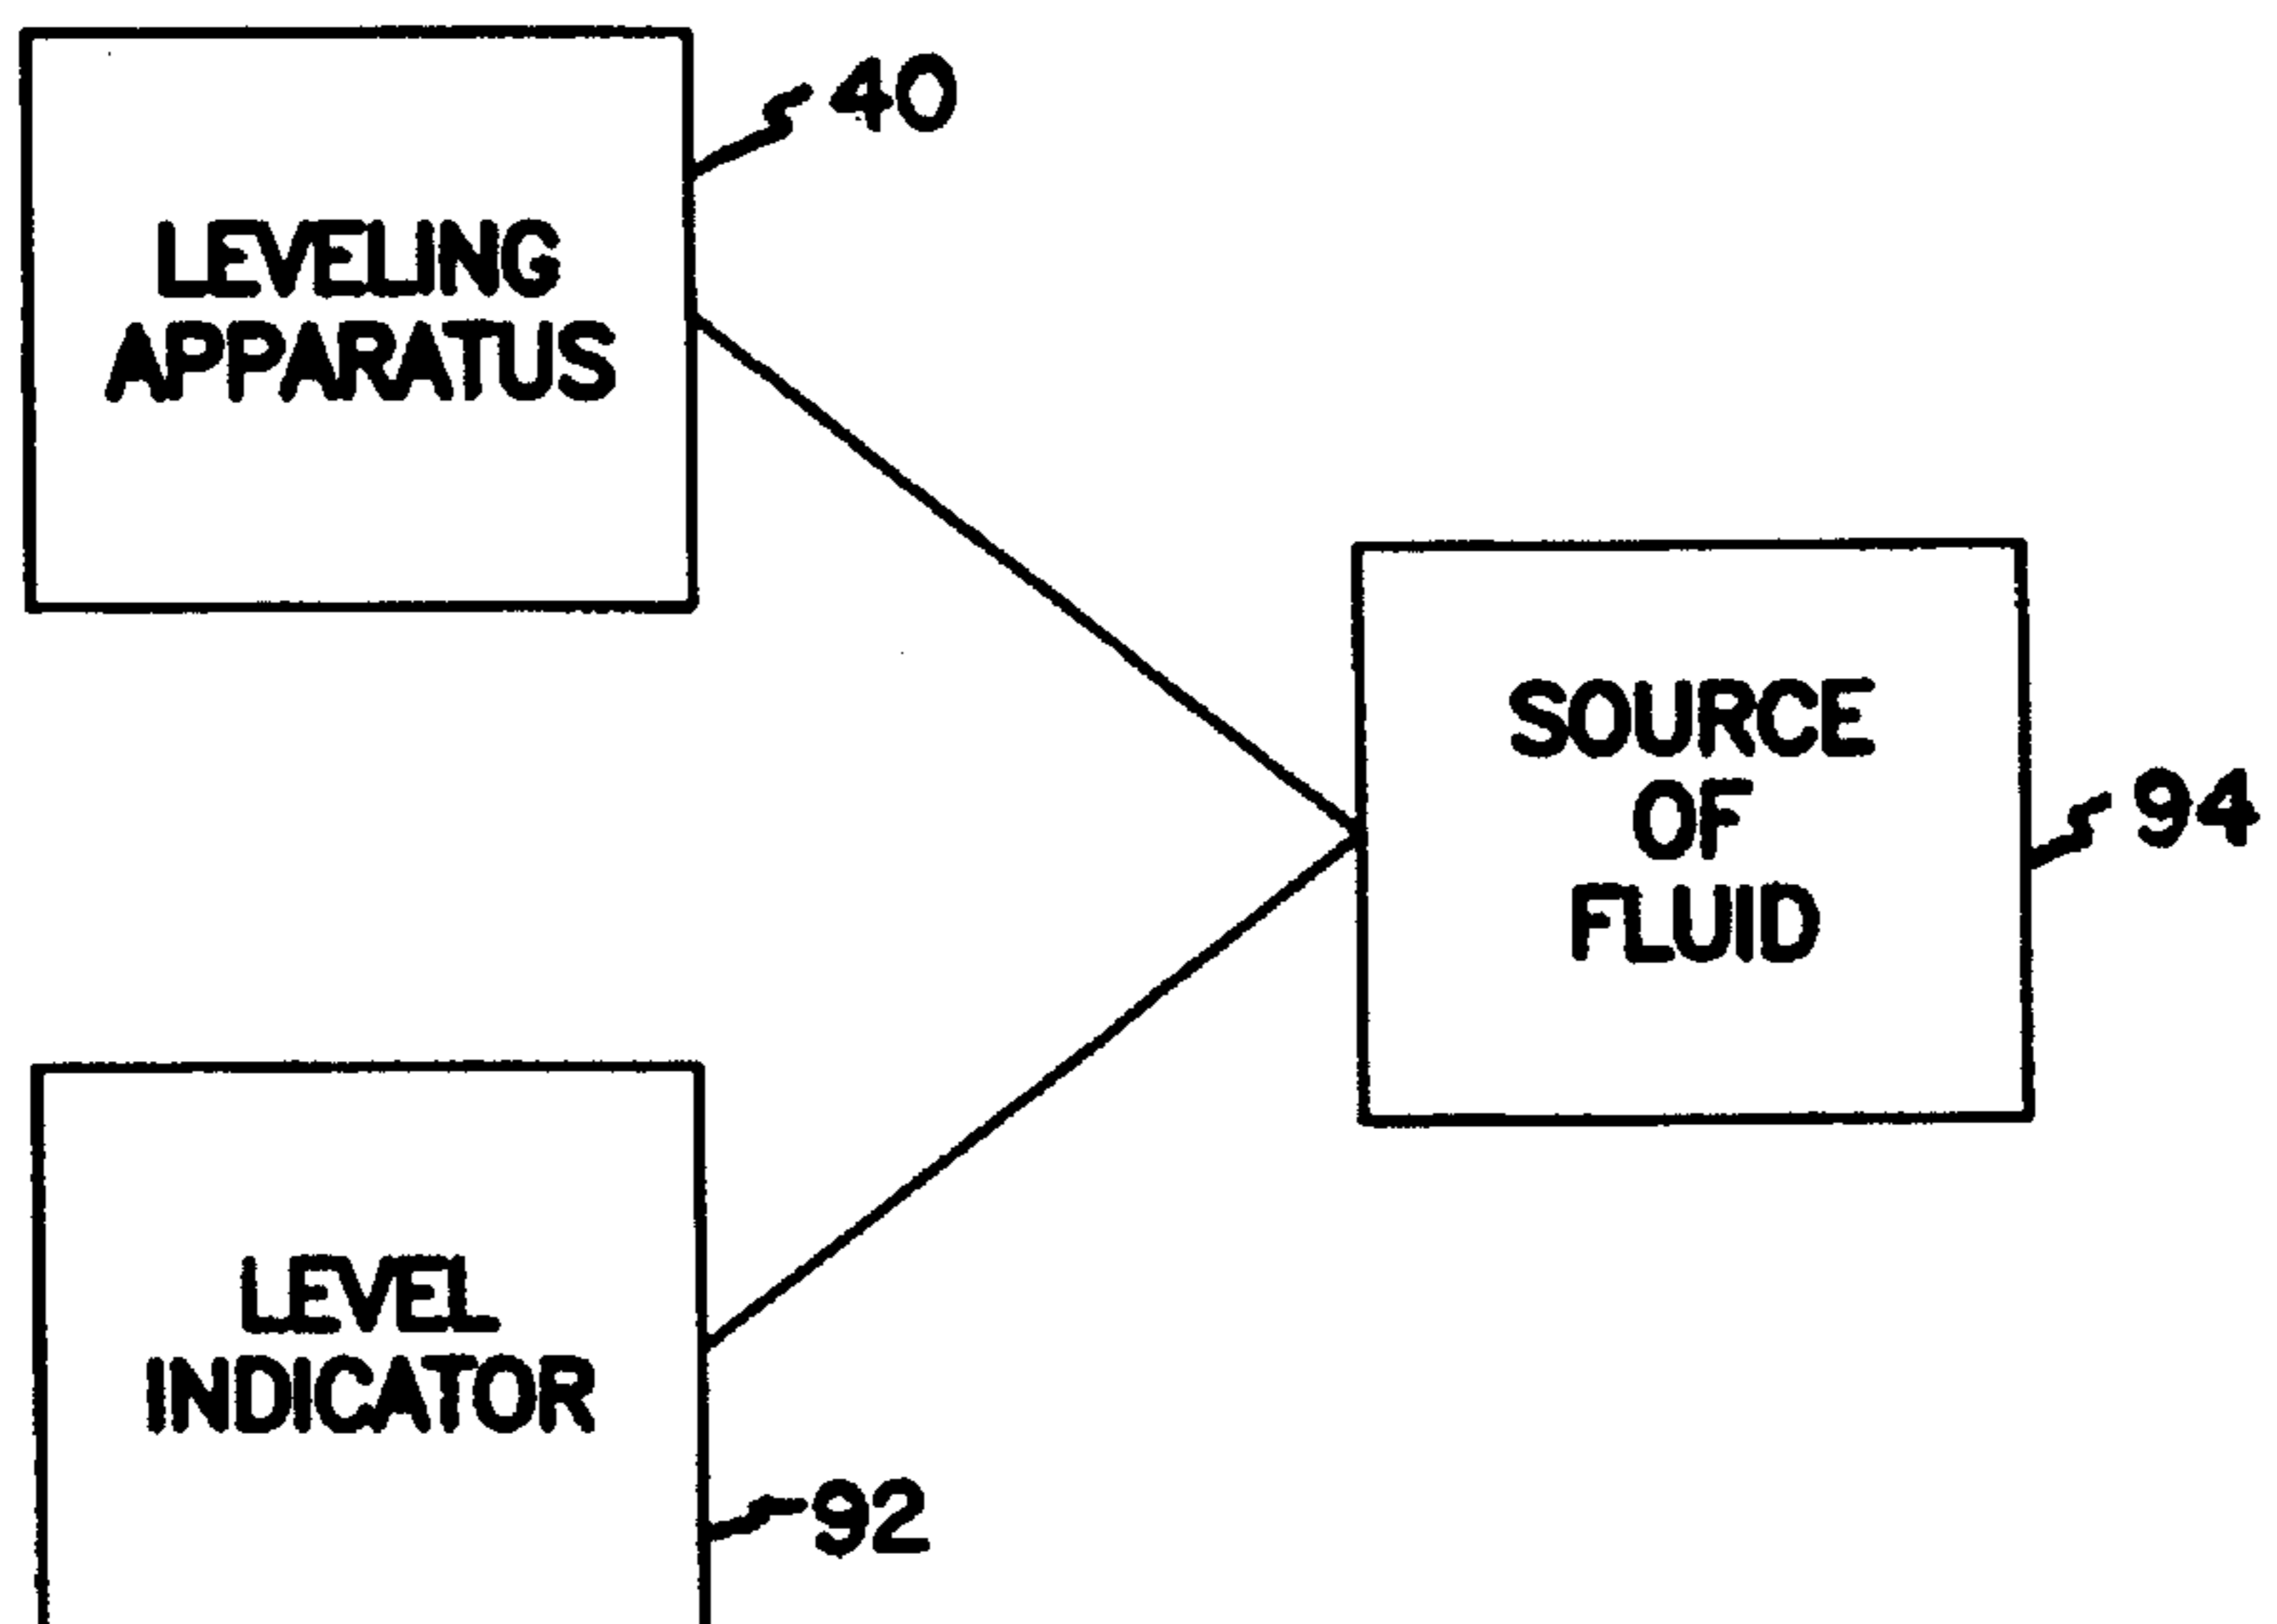 40
LEVELING
APPARATUS
SOURCE
OF
FLUID
94
LEVEL
INDICATOR
92